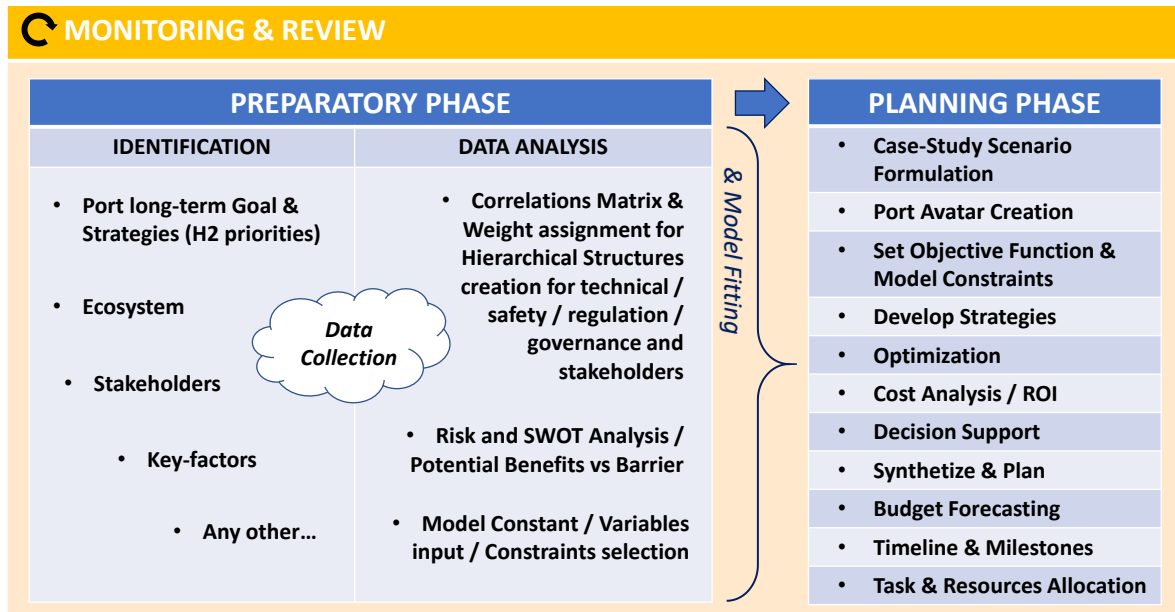 MONITORING & REVIEW
PREPARATORY PHASE
IDENTIFICATION
• Port long-term Goal &
Strategies (H2 priorities)
• Ecosystem
• Stakeholders
• Key-factors
• Any other…
Data
Collection
DATA ANALYSIS
• Correlations Matrix &
Weight assignment for
Hierarchical Structures
creation for technical /
safety / regulation /
governance and
stakeholders
• Risk and SWOT Analysis /
Potential Benefits vs Barrier
• Model Constant / Variables
input / Constraints selection
& Model Fitting
PLANNING PHASE
• Case-Study Scenario
Formulation
• Port Avatar Creation
• Set Objective Function &
Model Constraints
• Develop Strategies
• Optimization
• Cost Analysis / ROI
• Decision Support
• Synthetize & Plan
• Budget Forecasting
• Timeline & Milestones
• Task & Resources Allocation